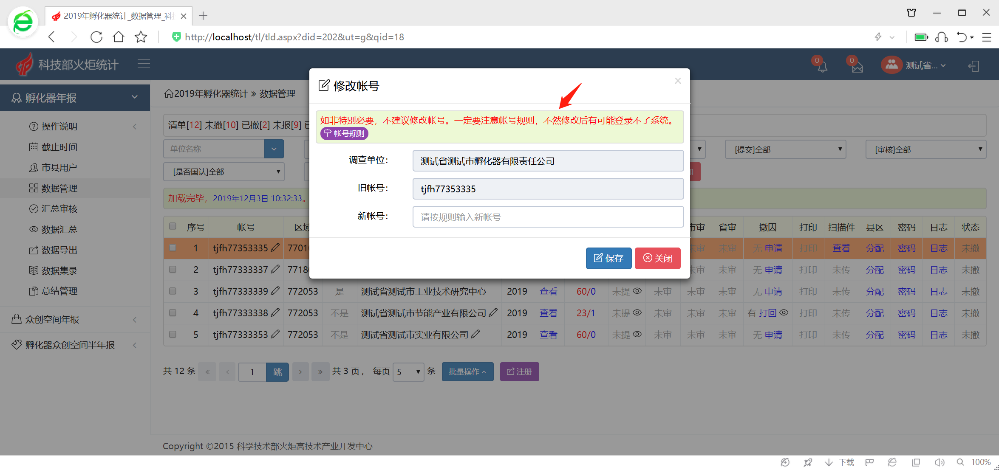 2019年孵化器统计_数据管理_科
http://localhost/tl/tld.aspx?did=202&ut=g&qid=18
科技部火炬统计
0
0
测试省...
孵化器年报
操作说明
截止时间
市县用户
数据管理
汇总审核
数据汇总
数据导出
数据集录
总结管理
众创空间年报
孵化器众创空间半年报
2019年孵化器统计 » 数据管理
清单[12] 未撤[10] 已撤[2] 未报[9]
单位名称
[提交]全部
[审核]全部
[是否国认]全部
加载完毕，2019年12月3日 10:32:33。
修改帐号
×
如非特别必要，不建议修改帐号。一定要注意帐号规则，不然修改后有可能登录不了系统。
帐号规则
调查单位：
测试省测试市孵化器有限责任公司
旧帐号：
tjfh77353335
新帐号：
请按规则输入新帐号
保存
关闭
序号 帐号 区域 市审 省审 撤因 打印 扫描件 县区 密码 日志 状态
1 tjfh77353335 7701 未审 未审 无 申请 打印 查看 分配 密码 日志 未撤
2 tjfh77333337 7718 未审 未审 无 申请 打印 未传 分配 密码 日志 未撤
3 tjfh77333339 772053 是 测试省测试市工业技术研究中心 2019 查看 60/0 未提 未审 未审 未审 无 申请 打印 未传 分配 密码 日志 未撤
4 tjfh77333338 772053 不是 测试省测试市节能产业有限公司 2019 查看 23/1 未提 未审 未审 未审 有 打回 打印 未传 分配 密码 日志 未撤
5 tjfh77333353 772053 不是 测试省测试市实业有限公司 2019 查看 60/0 未提 未审 未审 未审 无 申请 打印 未传 分配 密码 日志 未撤
共 12 条 « ‹ 1 跳 › » 共 3 页， 每页 5 条 批量操作 注册
Copyright ©2015 科学技术部火炬高技术产业开发中心
下载
100%